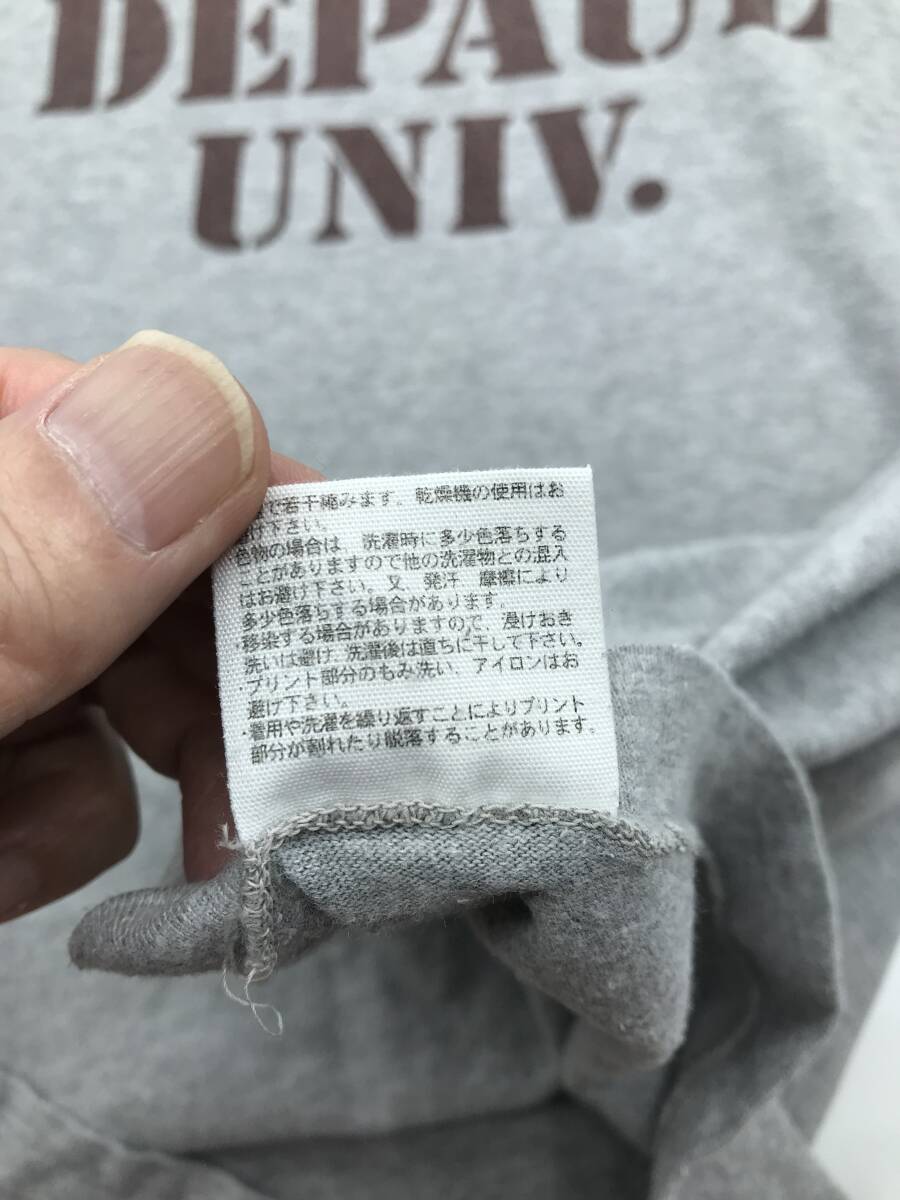 DEPAUL
UNIV.
で若干縮みます。乾燥機の使用はお
け下さい。
色物の場合は 洗濯時に多少色落ちする
ことがありますので他の洗濯物との混入
はお避け下さい。又 発汗 摩擦により
多少色落ちする場合があります。
・移染する場合がありますので、浸けおき
洗いは避け 洗濯後は直ちに干して下さい。
・プリント部分のもみ洗い、アイロンはお
避け下さい。
・着用や洗濯を繰り返すことによりプリント
部分が割れたり脱落することがあります。